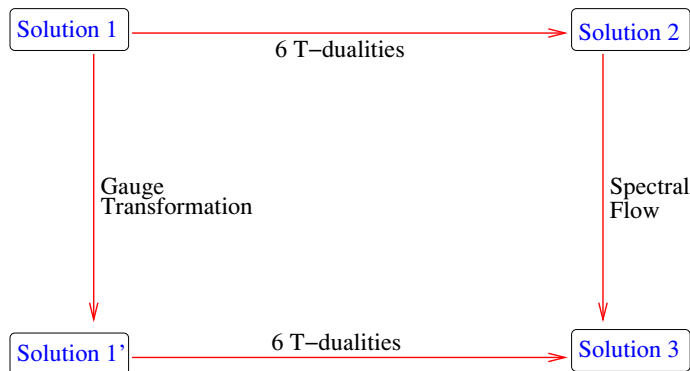 Solution 1
6 T−dualities
Solution 2
Gauge
Transformation
Spectral
Flow
Solution 1'
6 T−dualities
Solution 3